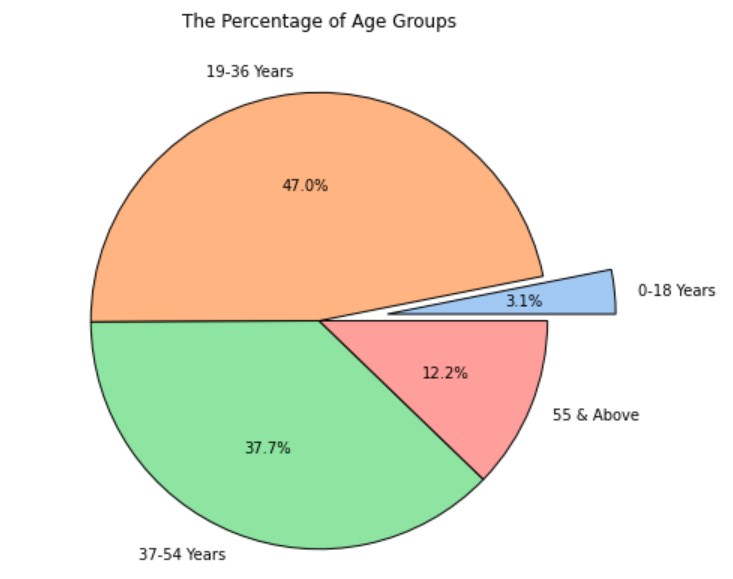 The Percentage of Age Groups
19-36 Years
47.0%
0-18 Years
3.1%
12.2%
55 & Above
37.7%
37-54 Years